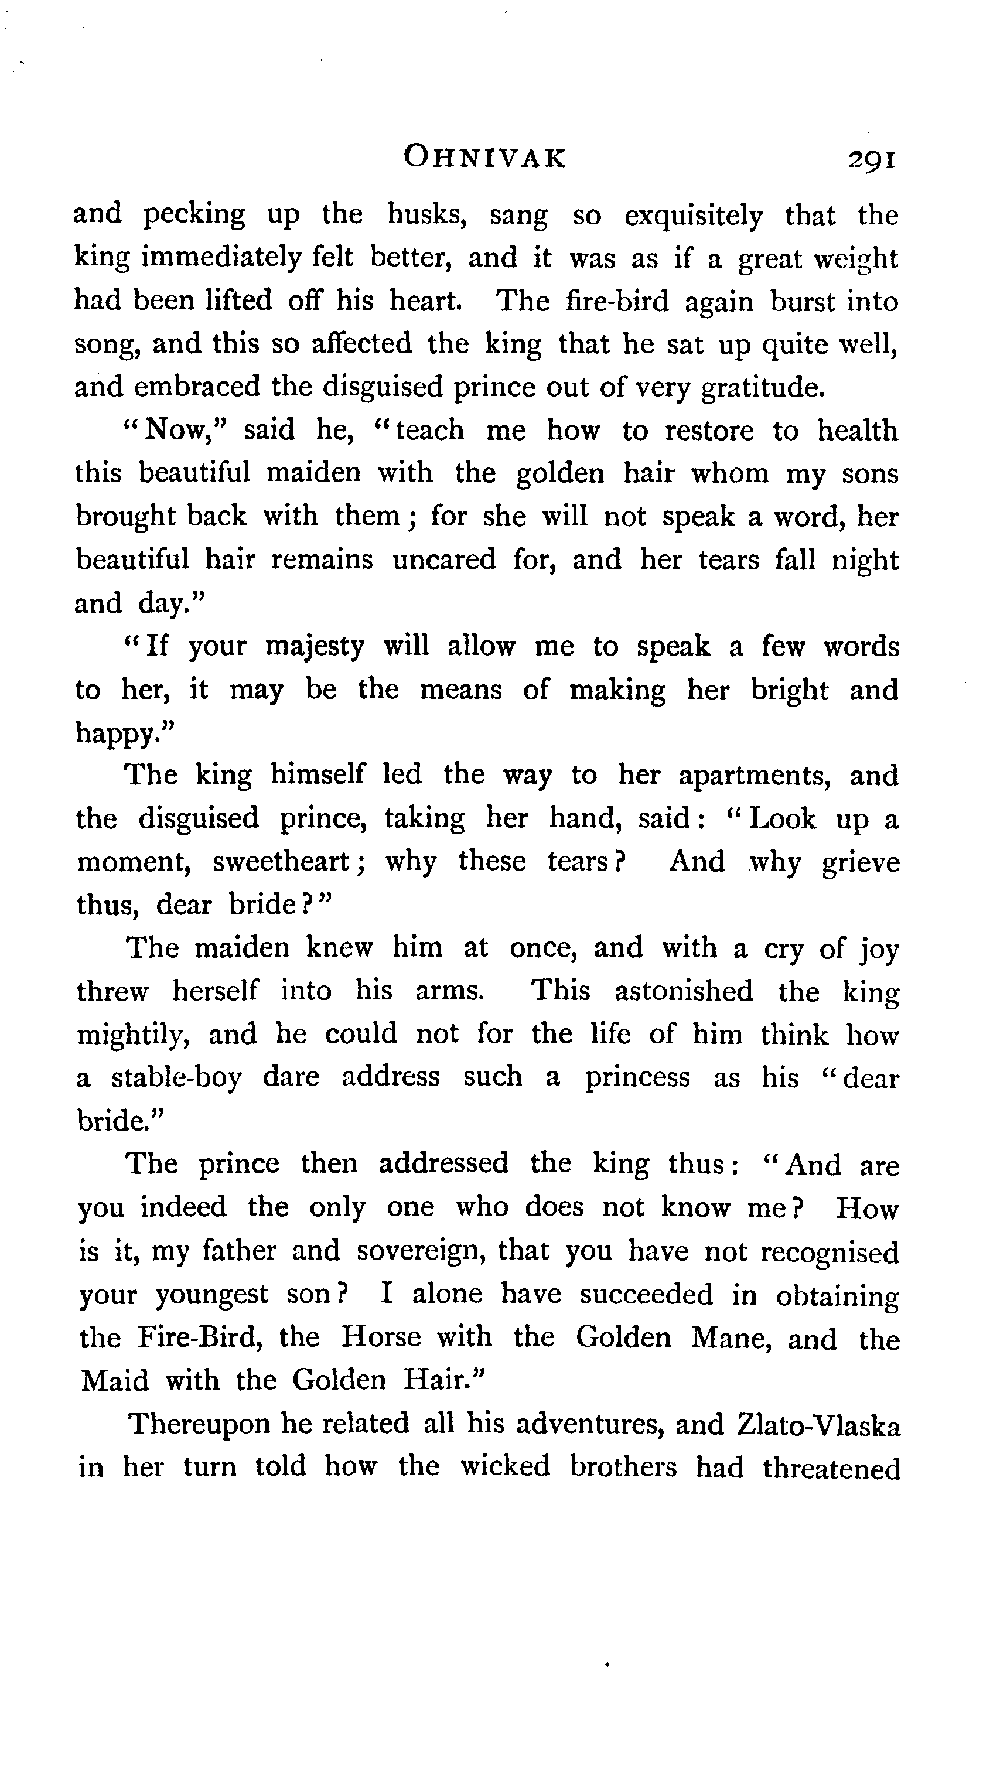 OHNIVAK 291
and pecking up the husks, sang so exquisitely that the
king immediately felt better, and it was as if a great weight
had been lifted off his heart. The fire-bird again burst into
song, and this so affected the king that he sat up quite well,
and embraced the disguised prince out of very gratitude.
"Now," said he, "teach me how to restore to health
this beautiful maiden with the golden hair whom my sons
brought back with them; for she will not speak a word, her
beautiful hair remains uncared for, and her tears fall night
and day."
"If your majesty will allow me to speak a few words
to her, it may be the means of making her bright and
happy."
The king himself led the way to her apartments, and
the disguised prince, taking her hand, said: "Look up a
moment, sweetheart; why these tears? And why grieve
thus, dear bride?"
The maiden knew him at once, and with a cry of joy
threw herself into his arms. This astonished the king
mightily, and he could not for the life of him think how
a stable-boy dare address such a princess as his "dear
bride."
The prince then addressed the king thus: "And are
you indeed the only one who does not know me? How
is it, my father and sovereign, that you have not recognised
your youngest son? I alone have succeeded in obtaining
the Fire-Bird, the Horse with the Golden Mane, and the
Maid with the Golden Hair."
Thereupon he related all his adventures, and Zlato-Vlaska
in her turn told how the wicked brothers had threatened